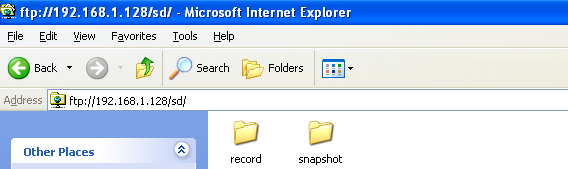 ftp://192.168.1.128/sd/ - Microsoft Internet Explorer
File Edit View Favorites Tools Help
Back Search Folders
Address ftp://192.168.1.128/sd/
Other Places
record snapshot